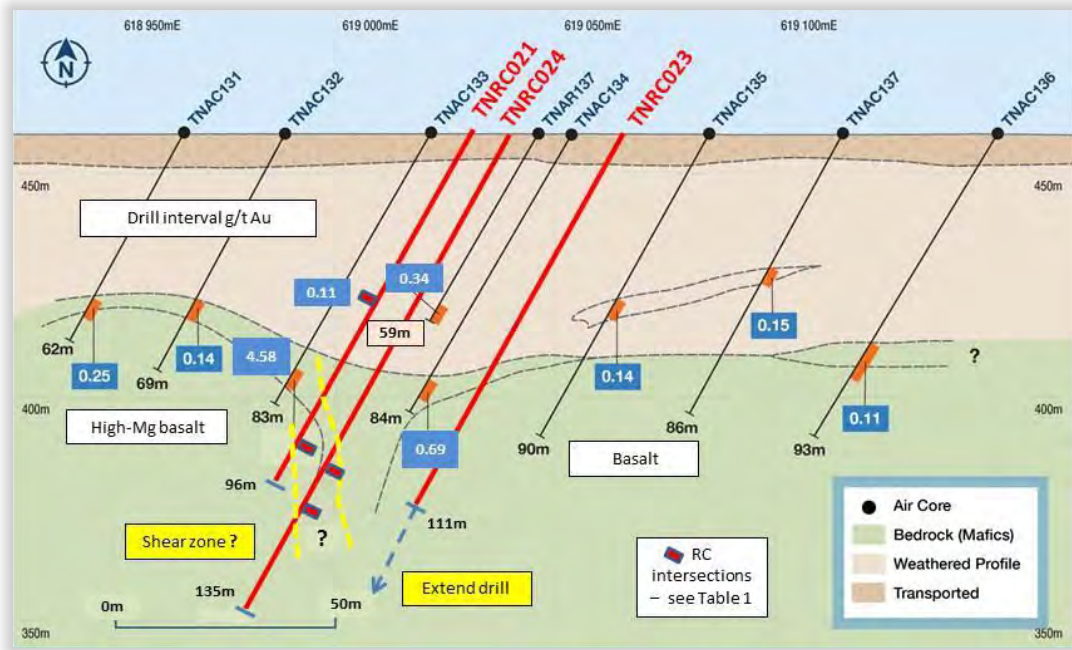 618 950mE
619 000mE
619 050mE
619 100mE
N
TNAC131
TNAC132
TNAC133
TNRC021
TNRC024
TNAR137
TNAC134
TNRC023
TNAC135
TNAC137
TNAC136
450m
450m
Drill interval g/t Au
0.11
0.34
59m
0.15
62m
0.25
69m
0.14
4.58
83m
84m
0.14
?
400m
400m
High-Mg basalt
0.69
90m
Basalt
86m
93m
0.11
96m
111m
Shear zone ?
?
Extend drill
135m
0m
50m
RC
intersections
– see Table 1
Air Core
Bedrock (Mafics)
Weathered Profile
Transported
350m
350m